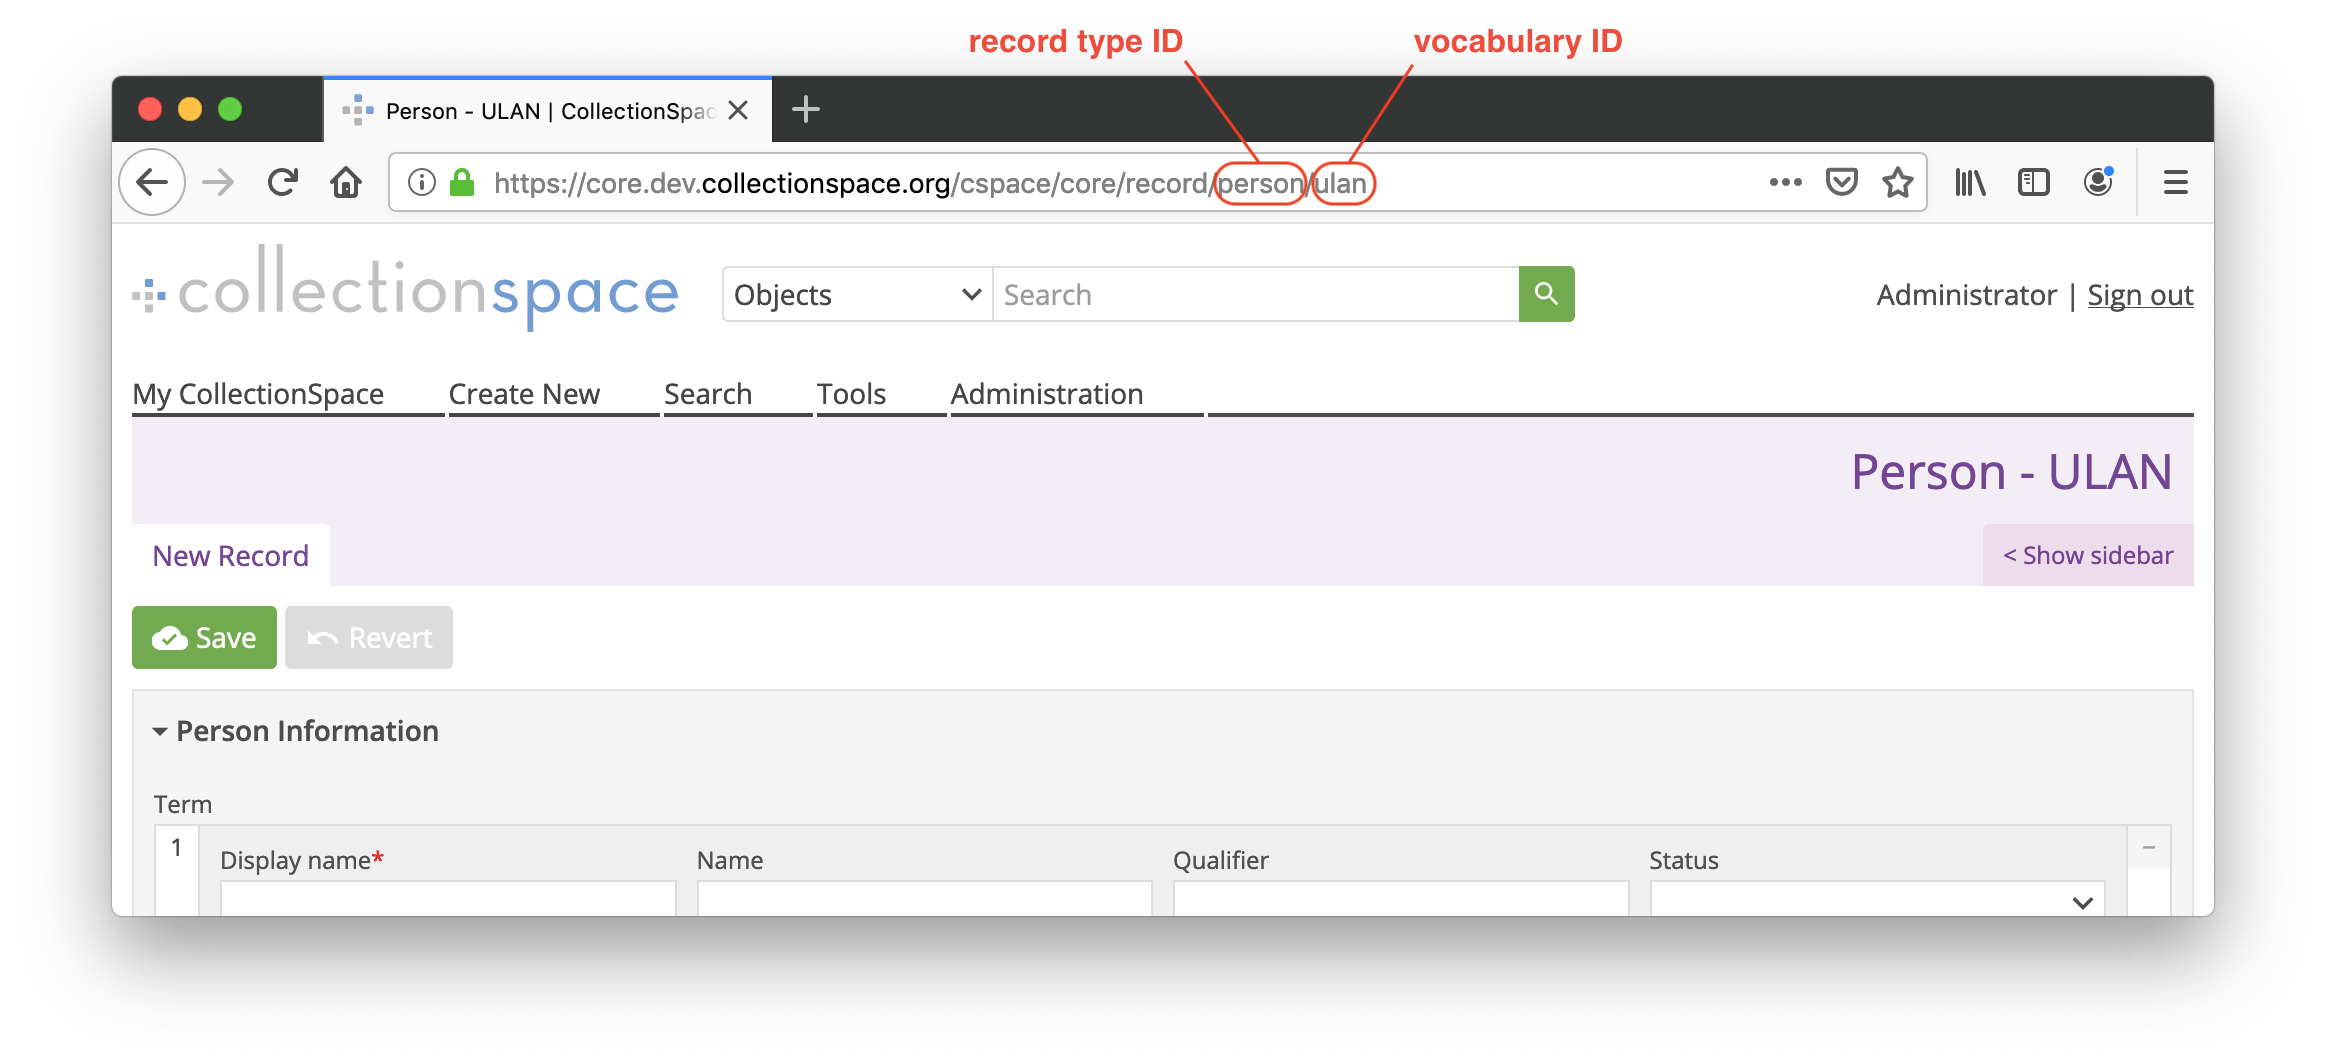 record type ID
vocabulary ID
Person - ULAN | CollectionSpac
https://core.dev.collectionspace.org/cspace/core/record/person/ulan
collectionspace
Objects
Search
Administrator | Sign out
My CollectionSpace
Create New
Search
Tools
Administration
Person - ULAN
New Record
< Show sidebar
Save
Revert
Person Information
Term
1
Display name*
Name
Qualifier
Status